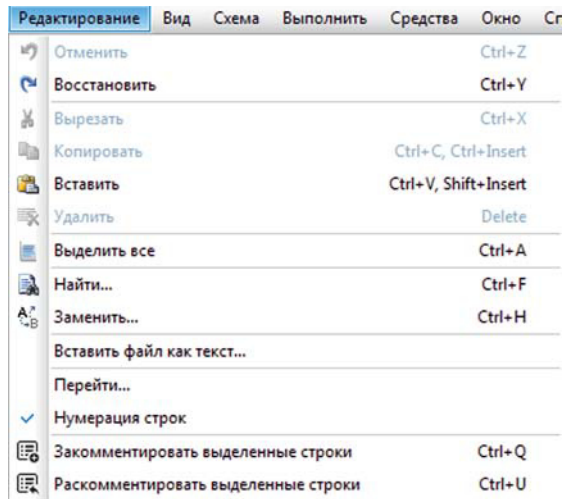 Редактирование Вид Схема Выполнить Средства Окно Сп
Отменить Ctrl+Z
Восстановить Ctrl+Y
Вырезать Ctrl+X
Копировать Ctrl+C, Ctrl+Insert
Вставить Ctrl+V, Shift+Insert
Удалить Delete
Выделить все Ctrl+A
Найти... Ctrl+F
Заменить... Ctrl+H
Вставить файл как текст...
Перейти...
Нумерация строк
Закомментировать выделенные строки Ctrl+Q
Раскомментировать выделенные строки Ctrl+U